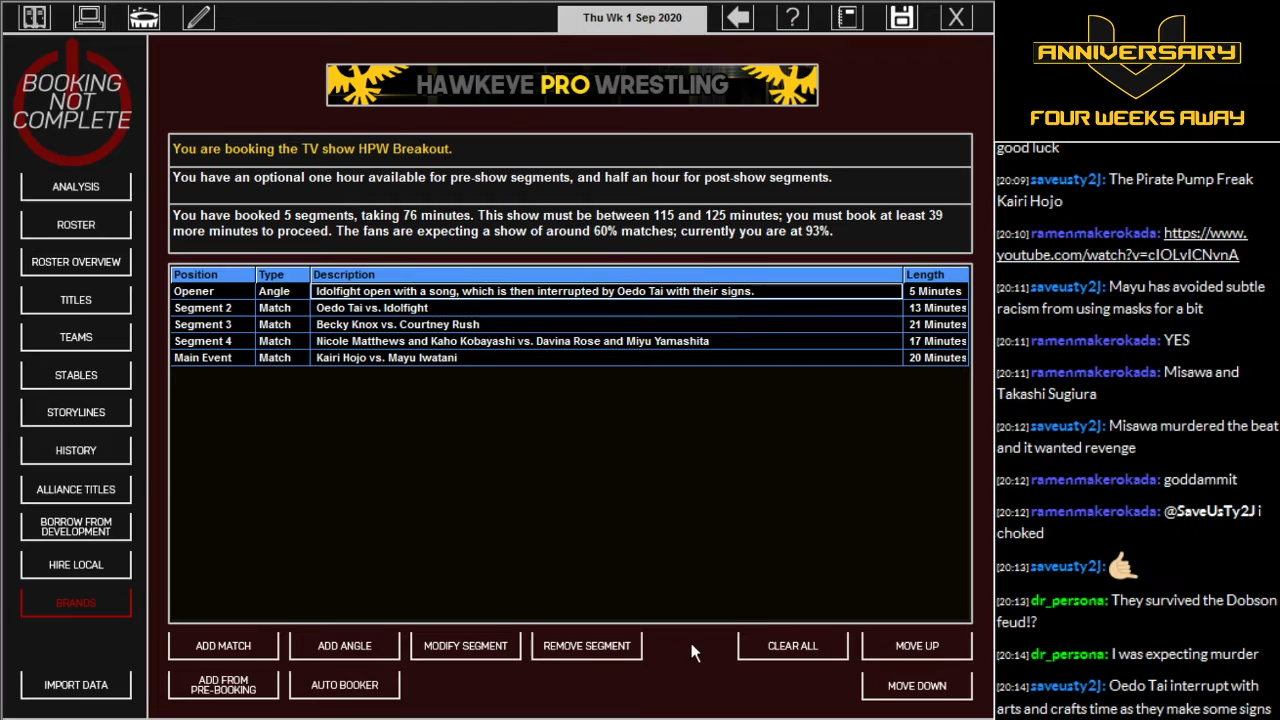 Thu Wk 1 Sep 2020
?
X
BOOKING
NOT
COMPLETE
ANALYSIS
ROSTER
ROSTER OVERVIEW
TITLES
TEAMS
STABLES
STORYLINES
HISTORY
ALLIANCE TITLES
BORROW FROM
DEVELOPMENT
HIRE LOCAL
BRANDS
IMPORT DATA
HAWKEYE PRO WRESTLING
You are booking the TV show HPW Breakout.
You have an optional one hour available for pre-show segments, and half an hour for post-show segments.
You have booked 5 segments, taking 76 minutes. This show must be between 115 and 125 minutes; you must book at least 39
more minutes to proceed. The fans are expecting a show of around 60% matches; currently you are at 93%.
Position Type Description Length
Opener Angle Idolfight open with a song, which is then interrupted by Oedo Tai with their signs. 5 Minutes
Segment 2 Match Oedo Tai vs. Idolfight 13 Minutes
Segment 3 Match Becky Knox vs. Courtney Rush 21 Minutes
Segment 4 Match Nicole Matthews and Kaho Kobayashi vs. Davina Rose and Miyu Yamashita 17 Minutes
Main Event Match Kairi Hojo vs. Mayu Iwatani 20 Minutes
ADD MATCH
ADD ANGLE
MODIFY SEGMENT
REMOVE SEGMENT
CLEAR ALL
MOVE UP
ADD FROM
PRE-BOOKING
AUTO BOOKER
MOVE DOWN
ANNIVERSARY
FOUR WEEKS AWAY
good luck
[20:09] saveusty2J: The Pirate Pump Freak
Kairi Hojo
[20:10] ramenmakerokada: https://www.
youtube.com/watch?v=cIOLvICNvnA
[20:11] saveusty2J: Mayu has avoided subtle
racism from using masks for a bit
[20:11] ramenmakerokada: YES
[20:11] ramenmakerokada: Misawa and
Takashi Sugiura
[20:12] saveusty2J: Misawa murdered the beat
and it wanted revenge
[20:12] ramenmakerokada: goddammit
[20:12] ramenmakerokada: @SaveUsTy2J i
choked
[20:13] saveusty2J:
[20:13] dr_persona: They survived the Dobson
feud!?
[20:14] dr_persona: I was expecting murder
[20:14] saveusty2J: Oedo Tai interrupt with
arts and crafts time as they make some signs